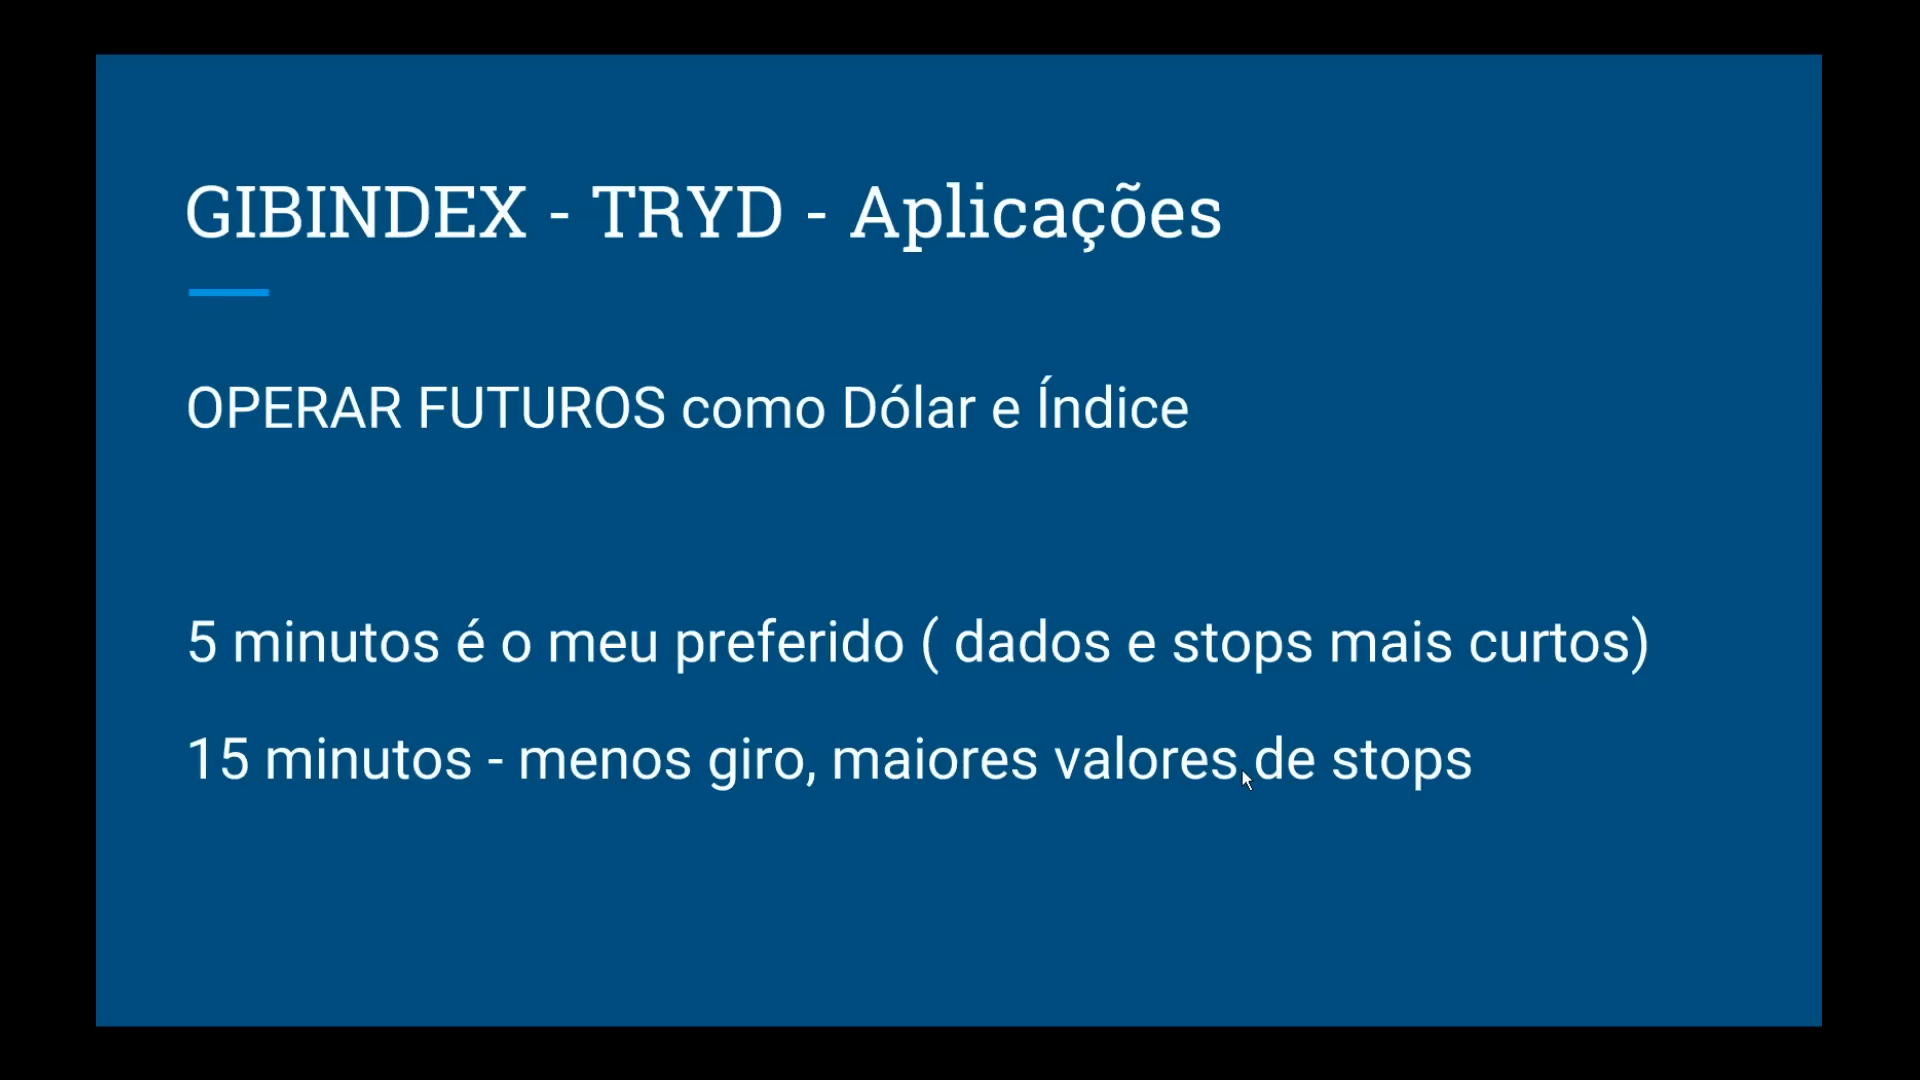 GIBINDEX - TRYD - Aplicações
OPERAR FUTUROS como Dólar e Índice
5 minutos é o meu preferido ( dados e stops mais curtos)
15 minutos - menos giro, maiores valores de stops